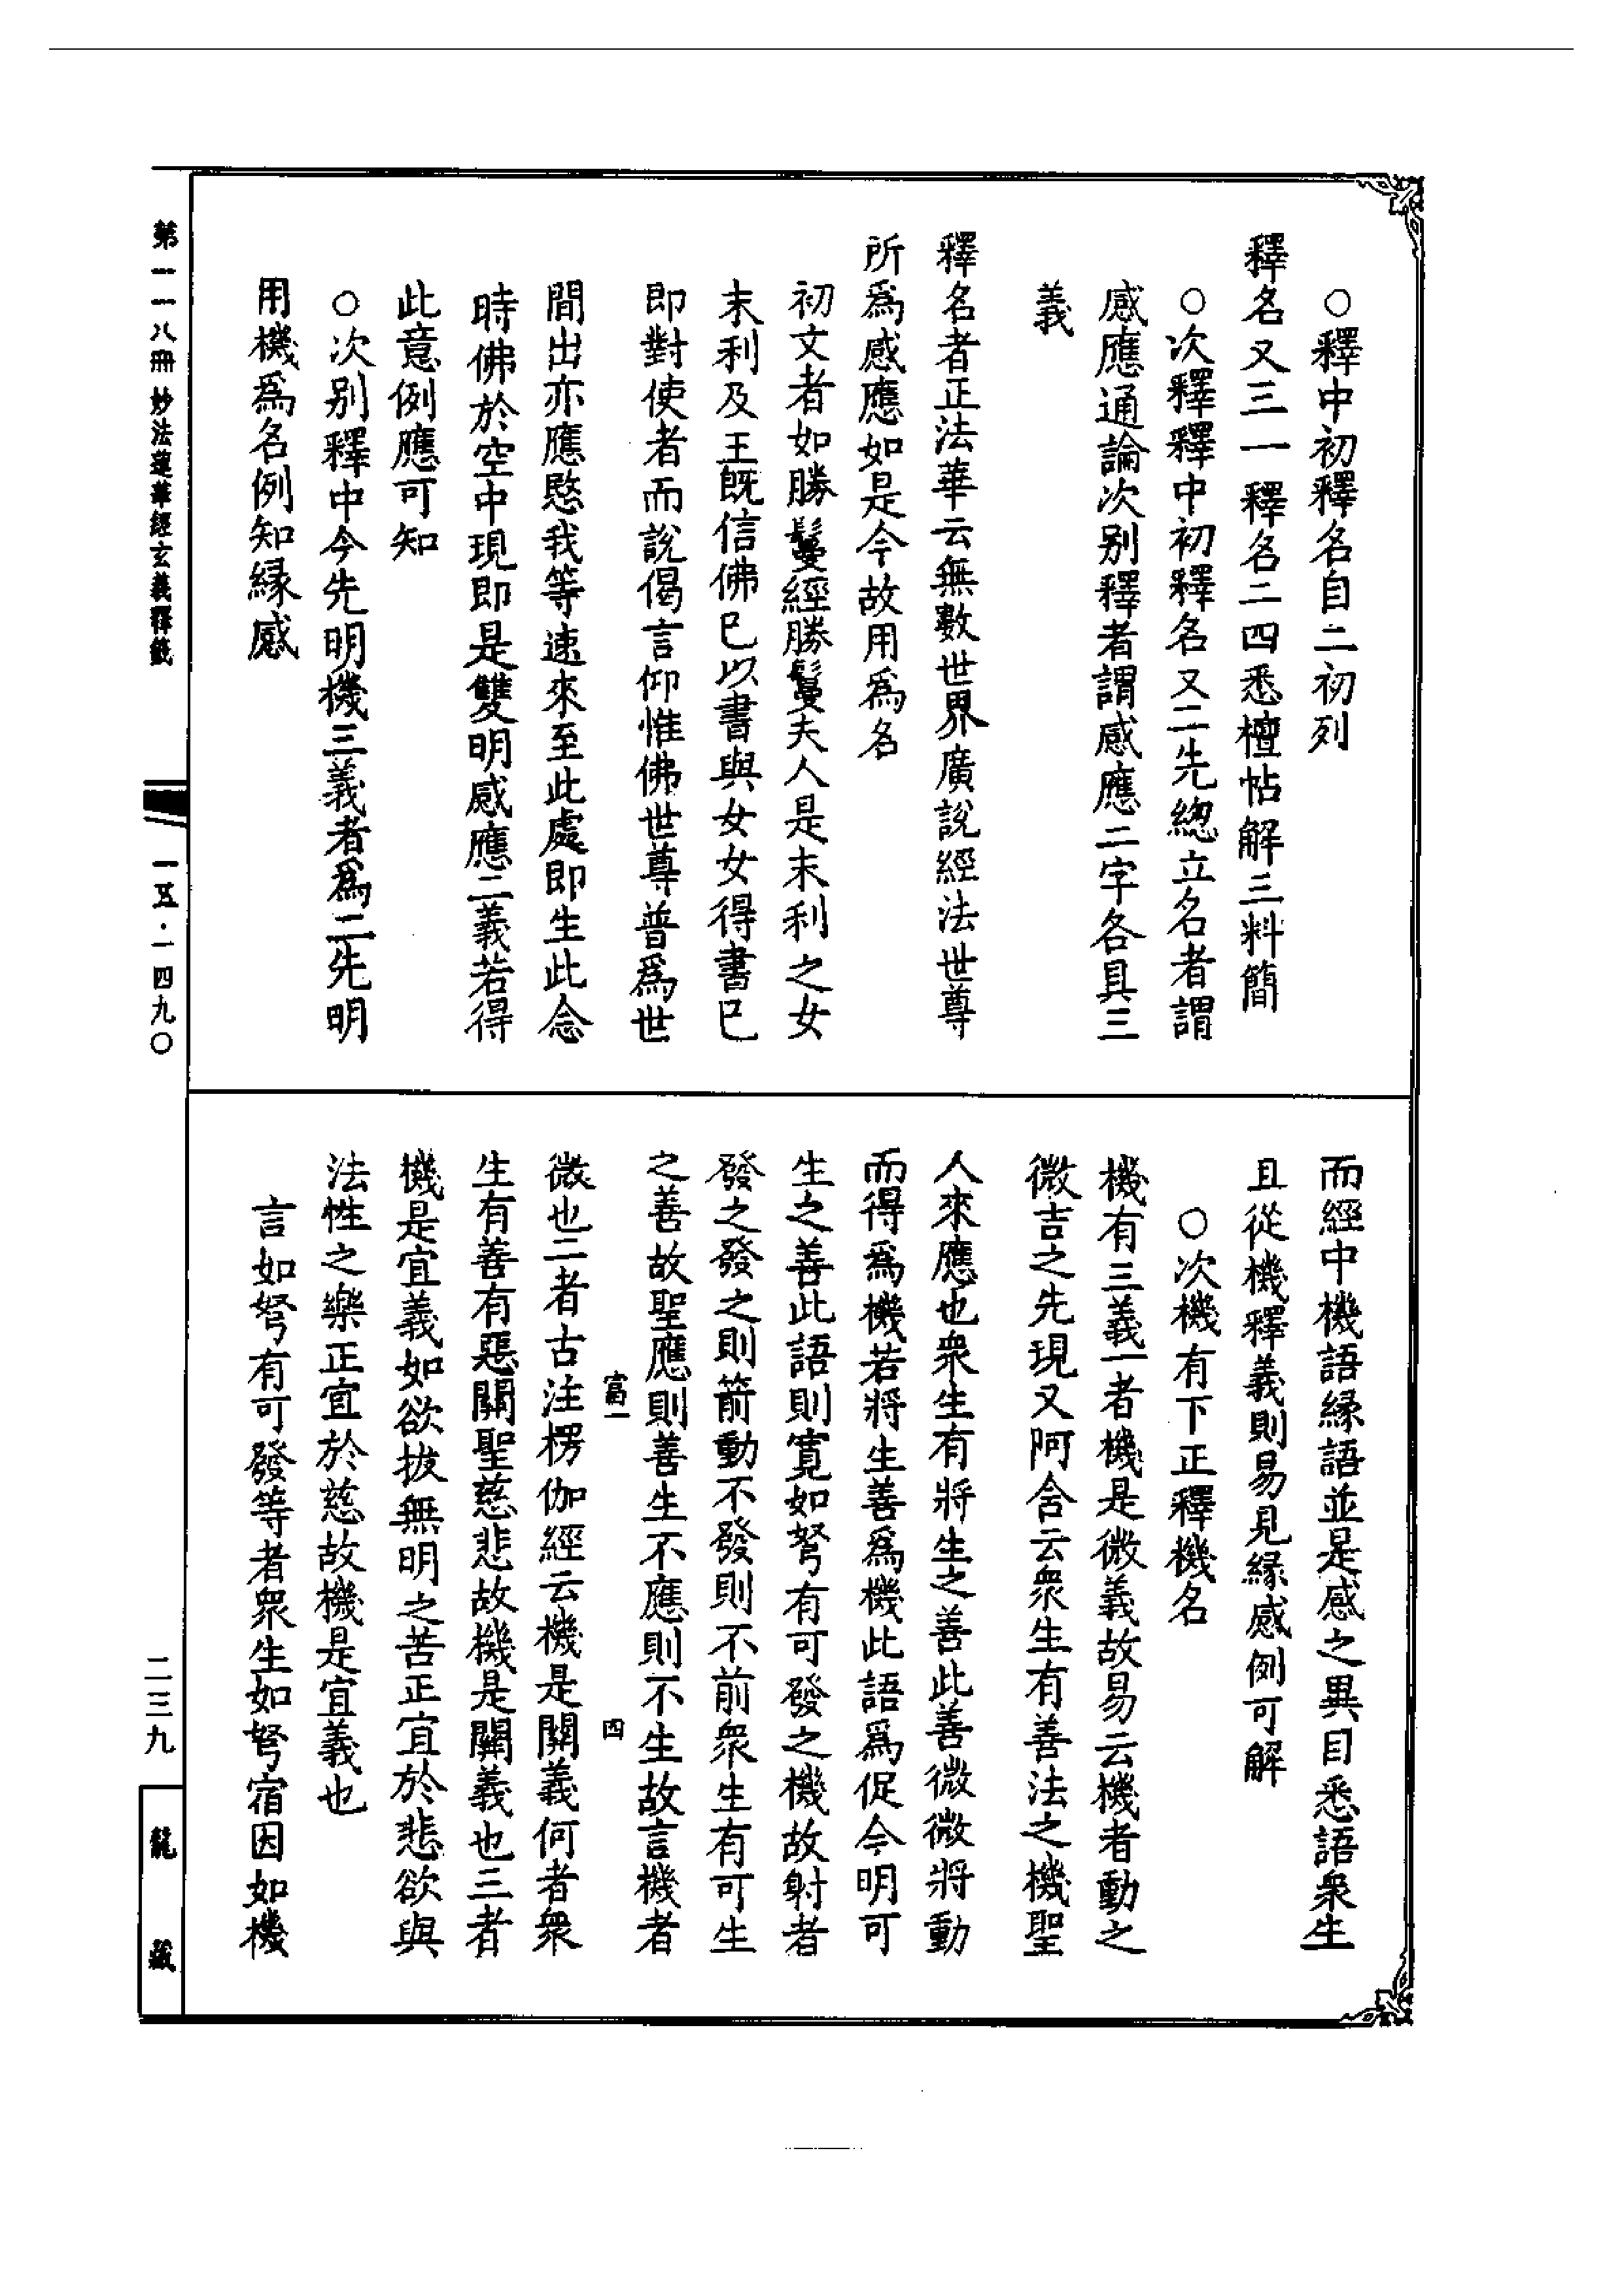 ○釋中初釋名自二初列
釋名又三一釋名二四悉檀帖解三料簡
○次釋釋中初釋名又二先總立名者謂
感應通論次別釋者謂感應二字各具三
義
釋名者正法華云無數世界廣說經法世尊
所爲感應如是今故用爲名
初文者如勝鬘經勝鬘夫人是末利之女
末利及王旣信佛已以書與女女得書已
即對使者而說偈言仰惟佛世尊普爲世
間出亦應愍我等速來至此處即生此念
時佛於空中現即是雙明感應二義若得
此意例應可知
○次別釋中今先明機三義者爲二先明
用機爲名例知緣感
而經中機語緣語並是感之異目悉語衆生
且從機釋義則易見緣感例可解
○次機有下正釋機名
機有三義一者機是微義故易云機者動之
微吉之先現又阿含云衆生有善法之機聖
人來應也衆生有將生之善此善微微將動
而得爲機若將生善爲機此語爲促今明可
生之善此語則寬如弩有可發之機故射者
發之發之則箭動不發則不前衆生有可生
之善故聖應則善生不應則不生故言機者
富一 四
微也二者古注楞伽經云機是關義何者衆
生有善有惡關聖慈悲故機是關義也三者
機是宜義如欲拔無明之苦正宜於悲欲與
法性之樂正宜於慈故機是宜義也
言如弩有可發等者衆生如弩宿因如機
第一一八冊 妙法蓮華經玄義釋籤
一五·一四九〇
二三九
龍藏